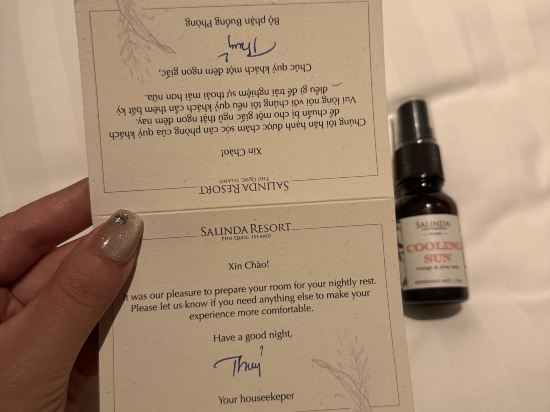 SALINDA RESORT
PHU QUOC ISLAND
Xin Chào!
Chúng tôi hân hạnh được chăm sóc căn phòng của quý khách
để chuẩn bị cho một giấc ngủ thật ngon đêm nay.
Vui lòng nói với chúng tôi nếu quý khách cần thêm bất kỳ
điều gì để trải nghiệm sự thoải mái hơn nữa.
Chúc quý khách một đêm ngon giấc,
Thuỷ
Bộ phận Buồng Phòng
SALINDA RESORT
PHU QUOC ISLAND
Xin Chào!
It was our pleasure to prepare your room for your nightly rest.
Please let us know if you need anything else to make your
experience more comfortable.
Have a good night,
Thuỷ
Your housekeeper
SALINDA
COOLING
SUN
orange &